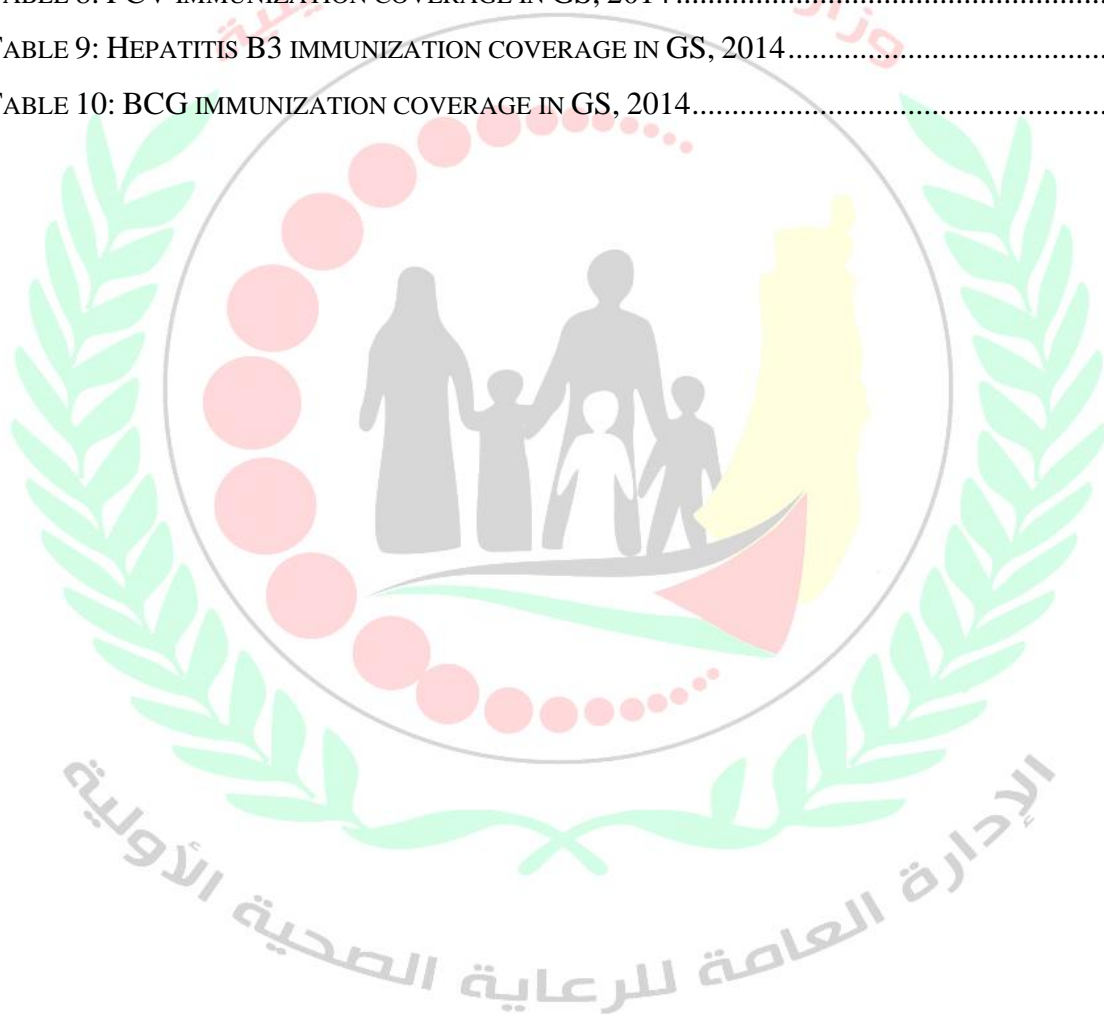 TABLE 9: HEPATITIS B3 IMMUNIZATION COVERAGE IN GS, 2014........................................
TABLE 10: BCG IMMUNIZATION COVERAGE IN GS, 2014....................................................
الإدارة العامة للرعاية الصحية الأولية